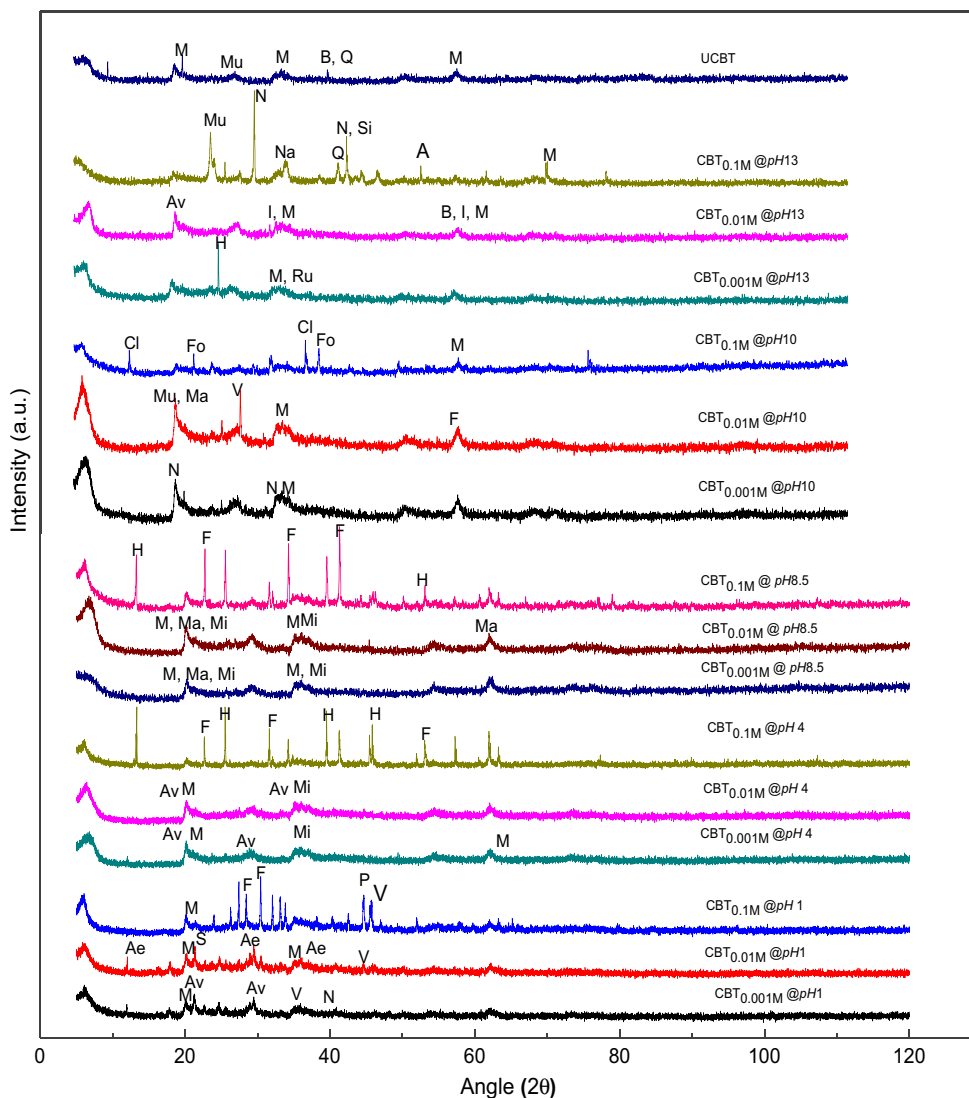 M Mu M B, Q M UCBT
N
Mu N, Si
Na Q A M CBT0.1M @pH13
Av I, M B, I, M CBT0.01M @pH13
H
M, Ru CBT0.001M @pH13
Cl Fo Cl Fo M CBT0.1M @pH10
Mu, Ma V M F CBT0.01M @pH10
N N M CBT0.001M @pH10
H F F F H CBT0.1M @ pH8.5
M, Ma, Mi M Mi Ma CBT0.01M @ pH8.5
M, Ma, Mi M, Mi CBT0.001M @ pH8.5
F H F H H F CBT0.1M @pH 4
Av M Av Mi CBT0.01M @pH 4
Av M Av Mi M CBT0.001M @pH 4
M F F P V CBT0.1M @pH 1
Ae M S Ae M Ae V CBT0.01M @pH1
M Av Av V N CBT0.001M @pH1
Intensity (a.u.)
0 20 40 60 80 100 120
Angle (2θ)